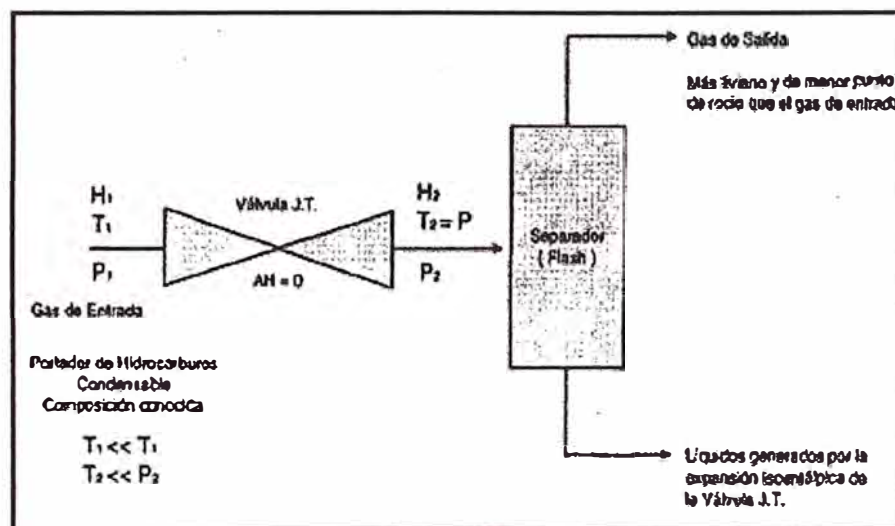 Gas de Salida
Más liviano y de menor punto
de rocio que el gas de entrada
H₁
T₁
P₁
Válvula J.T.
ΔH = 0
H₂
T₂ = P
P₂
Separador
( Flash )
Gas de Entrada
Portador de Hidrocarburos
Condensable
Composición conocida
T₁ << T₁
T₂ << P₂
Líquidos generados por la
expansión isoentálpica de
la Válvula J.T.